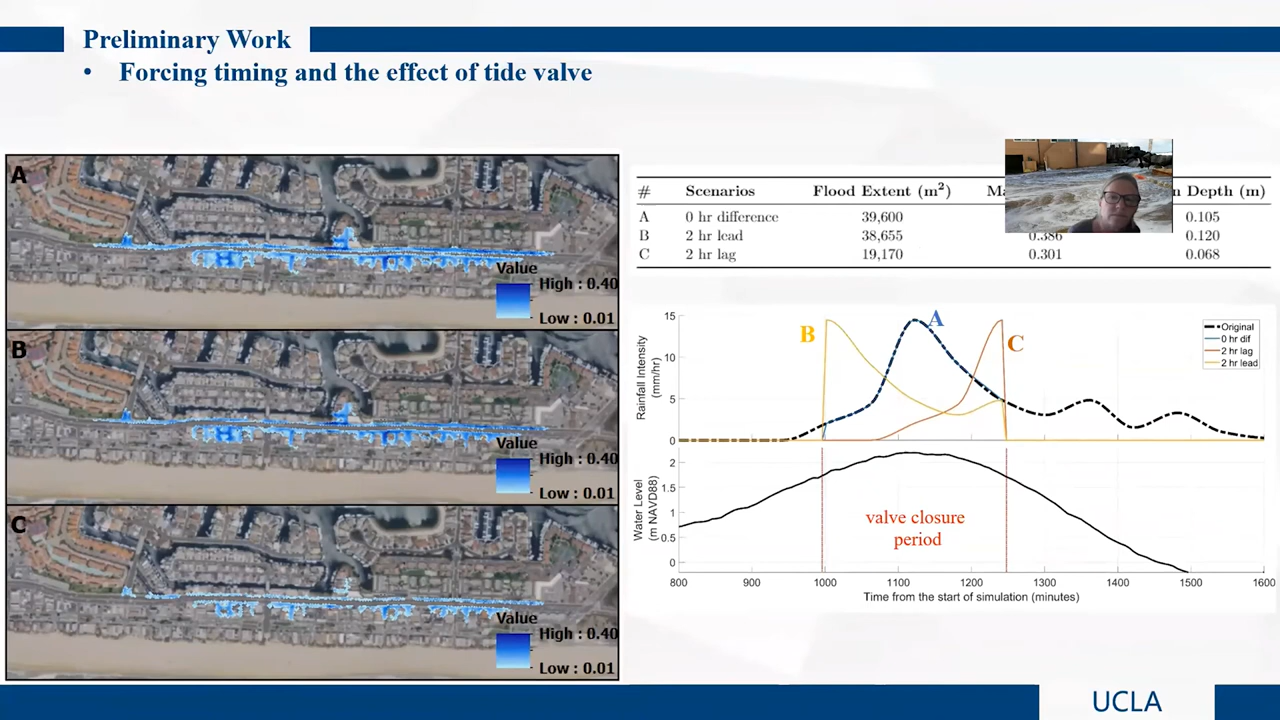 Preliminary Work
• Forcing timing and the effect of tide valve
A
Value
High : 0.40
Low : 0.01
B
Value
High : 0.40
Low : 0.01
C
Value
High : 0.40
Low : 0.01
# Scenarios Flood Extent (m²) Depth (m)
A 0 hr difference 39,600 0.105
B 2 hr lead 38,655 0.386 0.120
C 2 hr lag 19,170 0.301 0.068
Rainfall Intensity
(mm/hr)
15
10
5
0
B
A
C
Original
0 hr dif
2 hr lag
2 hr lead
Water Level
(m NAVD88)
2
1.5
1
0.5
0
valve closure
period
800 900 1000 1100 1200 1300 1400 1500 1600
Time from the start of simulation (minutes)
UCLA